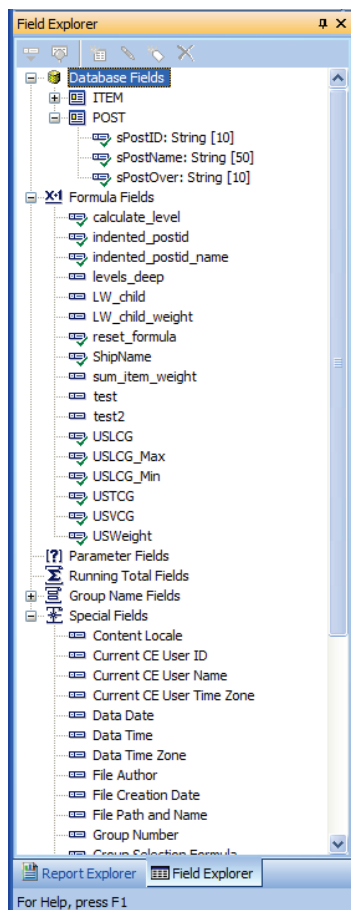 Field Explorer
Database Fields
ITEM
POST
sPostID: String [10]
sPostName: String [50]
sPostOver: String [10]
Formula Fields
calculate_level
indented_postid
indented_postid_name
levels_deep
LW_child
LW_child_weight
reset_formula
ShipName
sum_item_weight
test
test2
USLCG
USLCG_Max
USLCG_Min
USTCG
USVCG
USWeight
Parameter Fields
Running Total Fields
Group Name Fields
Special Fields
Content Locale
Current CE User ID
Current CE User Name
Current CE User Time Zone
Data Date
Data Time
Data Time Zone
File Author
File Creation Date
File Path and Name
Group Number
Group Selection Formula
Report Explorer Field Explorer
For Help, press F1